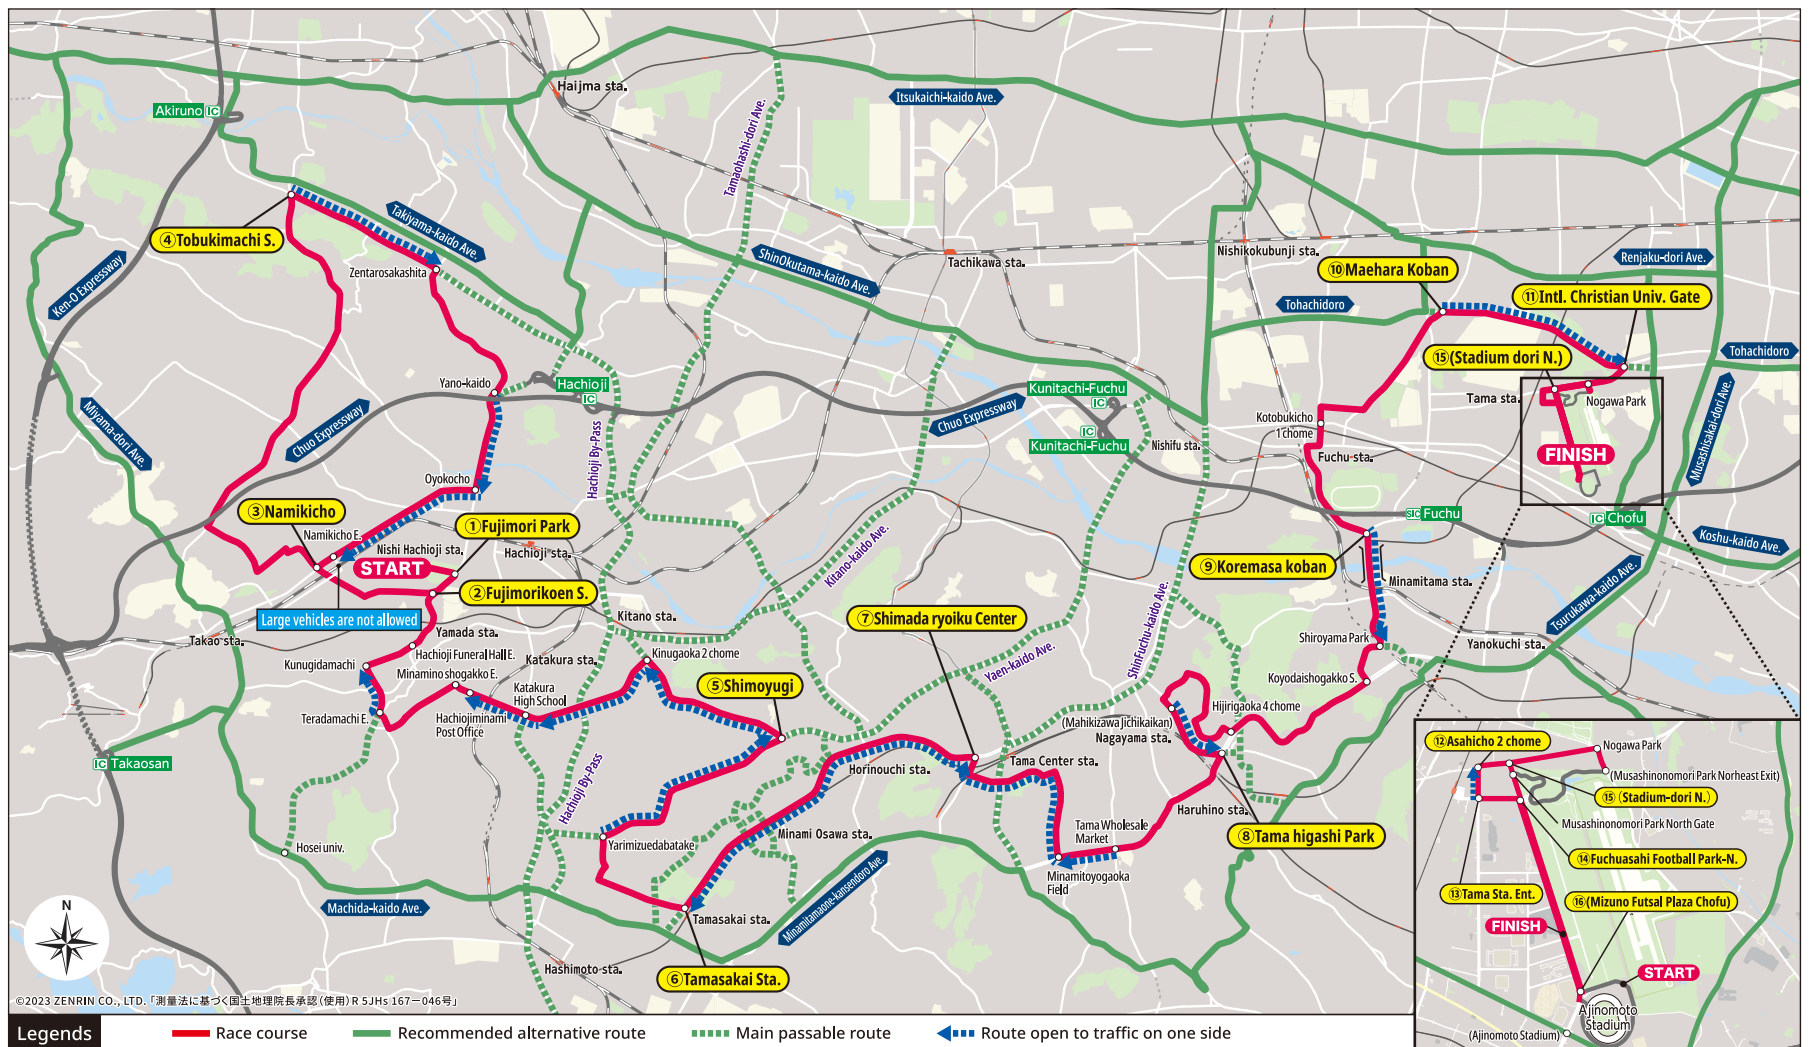 Haijma sta.
Akiruno IC
Itsukaichi-kaido Ave.
Tamaohashi-dori Ave.
Takiyama-kaido Ave.
④Tobukimachi S.
Zentarosakashita
Ken-O Expressway
ShinOkutama-kaido Ave.
Tachikawa sta.
Nishikokubunji sta.
⑩Maehara Koban
Renjaku-dori Ave.
⑪Intl. Christian Univ. Gate
Tohachidoro
⑮(Stadium dori N.)
Tohachidoro
Yano-kaido
Hachioji
IC
Kunitachi-Fuchu
IC
IC
Kunitachi-Fuchu
Chuo Expressway
Nishifu sta.
Kotobukicho
1 chome
Fuchu sta.
Tama sta.
Nogawa Park
FINISH
Musashisakai-dori Ave.
Miyama-dori Ave.
Chuo Expressway
Hachioji By-Pass
Oyokocho
③Namikicho
①Fujimori Park
Namikicho E.
Nishi Hachioji sta.
Hachioji sta.
START
②Fujimorikoen S.
Large vehicles are not allowed
Kitano-kaido Ave.
SIC Fuchu
IC Chofu
Koshu-kaido Ave.
⑨Koremasa koban
Minamitama sta.
Tsurukawa-kaido Ave.
Takao sta.
Yamada sta.
Kitano sta.
⑦Shimada ryoiku Center
ShinFuchu-kaido Ave.
Shiroyama Park
Yanokuchi sta.
Hachioji Funeral Hall E.
Kunugidamachi
Katakura sta.
Kinugaoka 2 chome
Yaen-kaido Ave.
Minamino shogakko E.
Katakura
High School
⑤Shimoyugi
Koyodaishogakko S.
Teradamachi E.
Hachiojiminami
Post Office
(Mahikizawa Jichikaikan)
Hijirigaoka 4 chome
Nagayama sta.
IC Takaosan
Horinouchi sta.
Tama Center sta.
Hachioji By-Pass
Haruhino sta.
Tama Wholesale
Market
⑧Tama higashi Park
Minami Osawa sta.
Yarimizuedabatake
Hosei univ.
Minamitoyogaoka
Field
Minamitamaone-kansendoro Ave.
Machida-kaido Ave.
Tamasakai sta.
Hashimoto sta.
⑥Tamasakai Sta.
N
⑫Asahicho 2 chome
Nogawa Park
(Musashinonomori Park Northeast Exit)
⑮ (Stadium-dori N.)
Musashinonomori Park North Gate
⑭Fuchuasahi Football Park-N.
⑬Tama Sta. Ent.
⑯(Mizuno Futsal Plaza Chofu)
FINISH
START
Ajinomoto
Stadium
(Ajinomoto Stadium)
©2023 ZENRIN CO., LTD. 「測量法に基づく国土地理院長承認(使用)R 5JHs 167－046号」
Legends
Race course
Recommended alternative route
Main passable route
Route open to traffic on one side